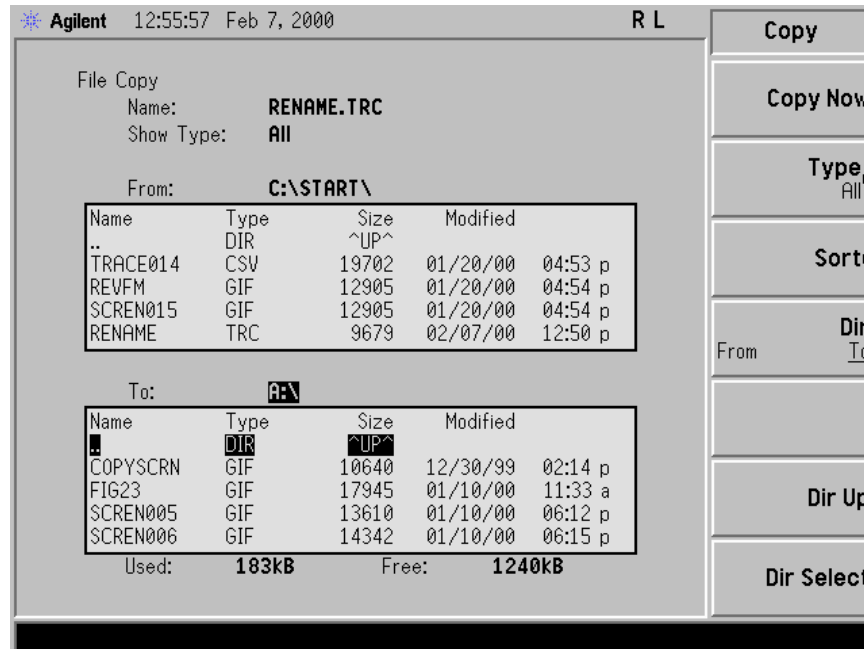 Agilent 12:55:57 Feb 7, 2000 R L
File Copy
Name: RENAME.TRC
Show Type: All
From: C:\START\
Name Type Size Modified
.. DIR ^UP^
TRACE014 CSV 19702 01/20/00 04:53 p
REVFM GIF 12905 01/20/00 04:54 p
SCREN015 GIF 12905 01/20/00 04:54 p
RENAME TRC 9679 02/07/00 12:50 p
To: A:\
Name Type Size Modified
.. DIR ^UP^
COPYSCRN GIF 10640 12/30/99 02:14 p
FIG23 GIF 17945 01/10/00 11:33 a
SCREN005 GIF 13610 01/10/00 06:12 p
SCREN006 GIF 14342 01/10/00 06:15 p
Used: 183kB Free: 1240kB
Copy
Copy Now
Type
All
Sort
Dir
From To
Dir Up
Dir Select